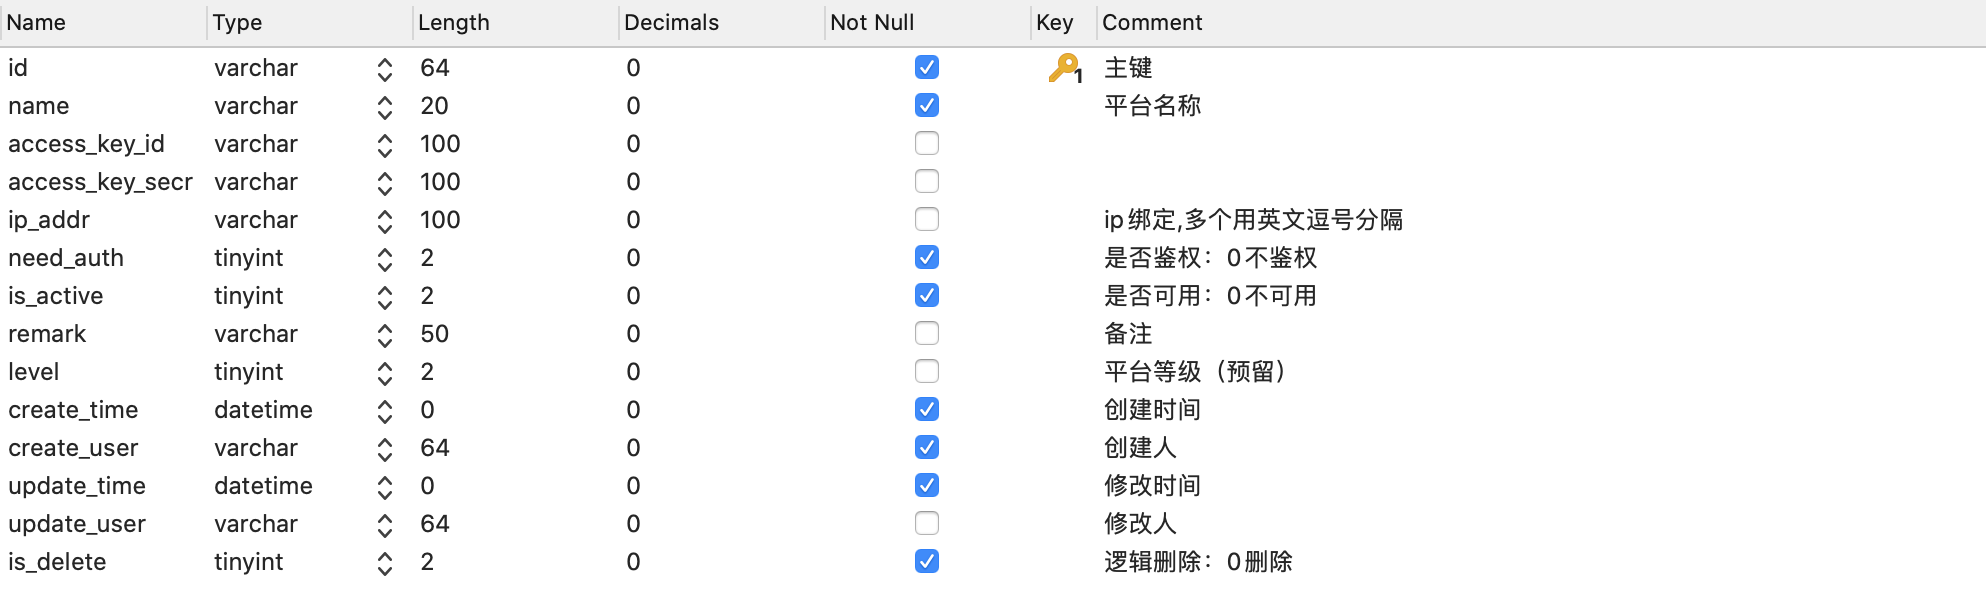 Name Type Length Decimals Not Null Key Comment
id varchar 64 0 1 主键
name varchar 20 0 平台名称
access_key_id varchar 100 0
access_key_secr varchar 100 0
ip_addr varchar 100 0 ip绑定,多个用英文逗号分隔
need_auth tinyint 2 0 是否鉴权：0不鉴权
is_active tinyint 2 0 是否可用：0不可用
remark varchar 50 0 备注
level tinyint 2 0 平台等级（预留）
create_time datetime 0 0 创建时间
create_user varchar 64 0 创建人
update_time datetime 0 0 修改时间
update_user varchar 64 0 修改人
is_delete tinyint 2 0 逻辑删除：0删除